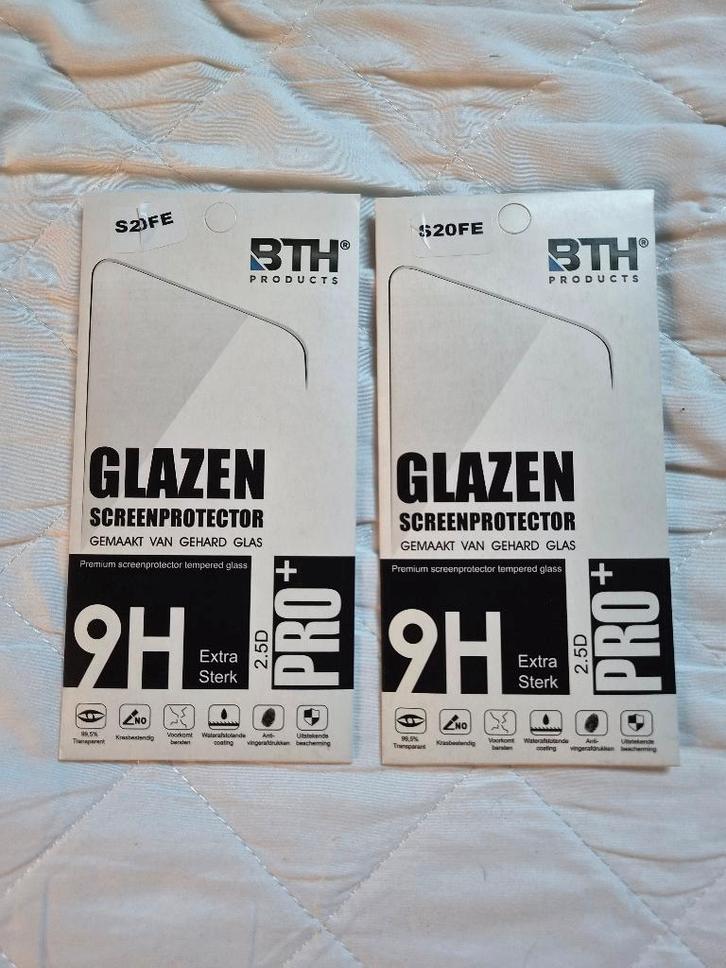 S20FE
BTH®
PRODUCTS
GLAZEN
SCREENPROTECTOR
GEMAAKT VAN GEHARD GLAS
Premium screenprotector tempered glass
9H
Extra
Sterk
2.5D
PRO+
99,5%
Transparant
NO
Krasbestendig
Voorkomt
barsten
Waterafstotende
coating
Anti-
vingerafdrukken
Uitstekende
bescherming
S20FE
BTH®
PRODUCTS
GLAZEN
SCREENPROTECTOR
GEMAAKT VAN GEHARD GLAS
Premium screenprotector tempered glass
9H
Extra
Sterk
2.5D
PRO+
99,5%
Transparant
NO
Krasbestendig
Voorkomt
barsten
Waterafstotende
coating
Anti-
vingerafdrukken
Uitstekende
bescherming